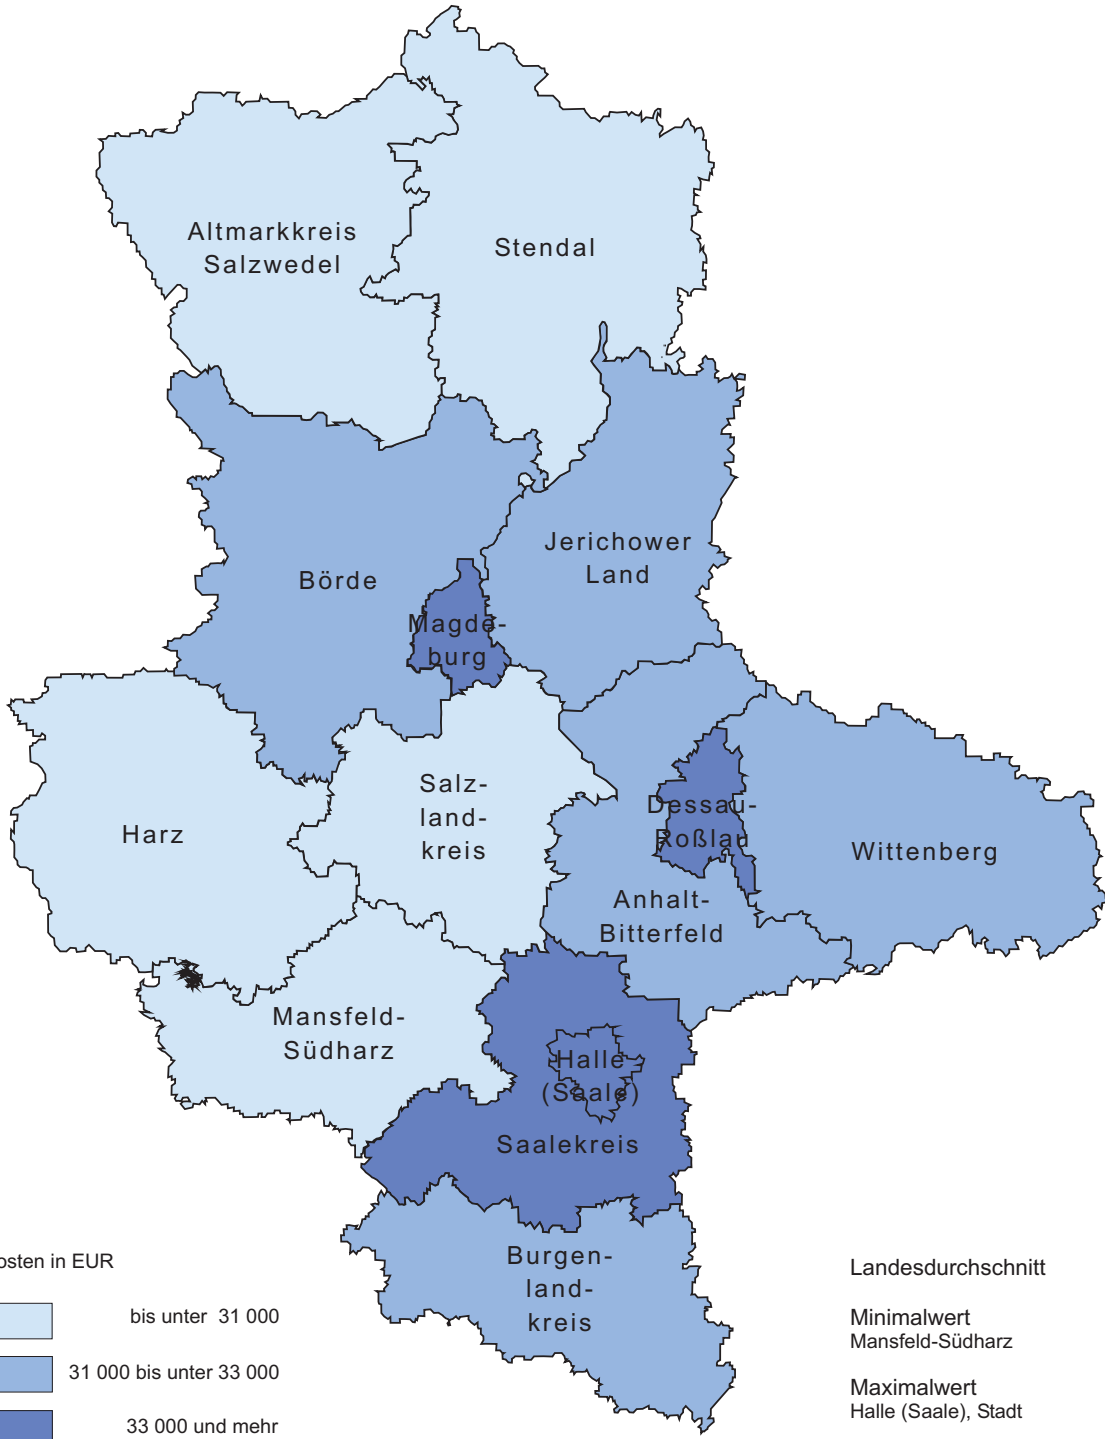 Altmarkkreis
Salzwedel
Stendal
Jerichower
Land
Börde
Magde-
burg
Salz-
land-
kreis
Harz
Dessau-
Roßlau
Wittenberg
Anhalt-
Bitterfeld
Mansfeld-
Südharz
Halle
(Saale)
Saalekreis
Burgen-
land-
kreis
osten in EUR
bis unter 31 000
31 000 bis unter 33 000
33 000 und mehr
Landesdurchschnitt
Minimalwert
Mansfeld-Südharz
Maximalwert
Halle (Saale), Stadt